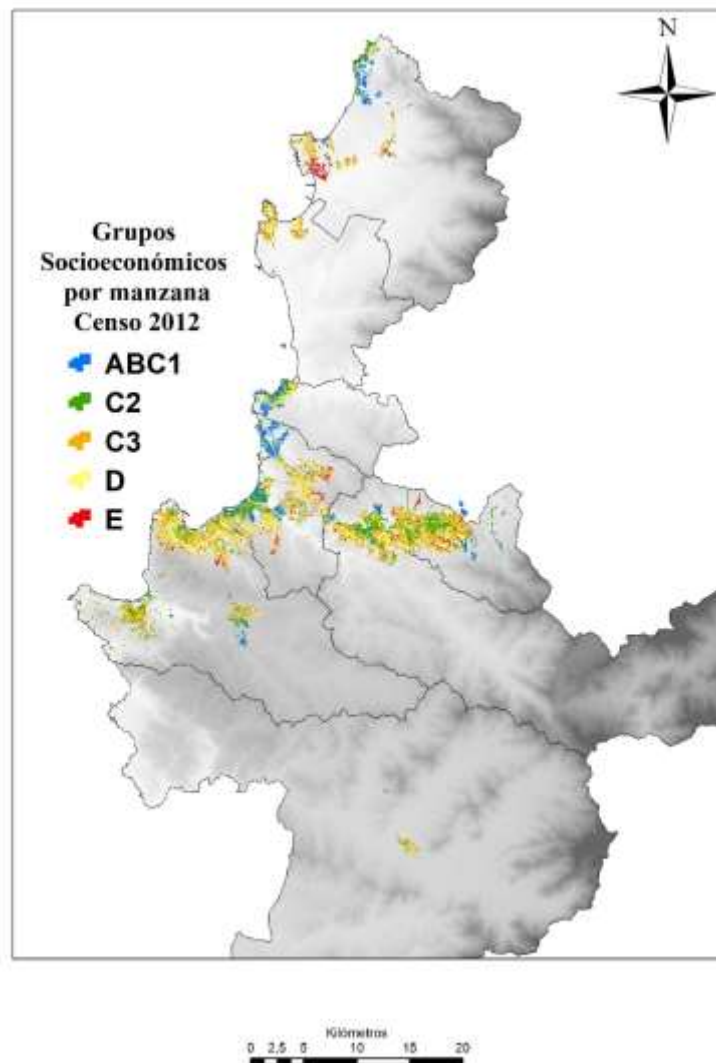 N
Grupos
Socioeconómicos
por manzana
Censo 2012
ABC1
C2
C3
D
E
Kilómetros
0 2,5 5 10 15 20